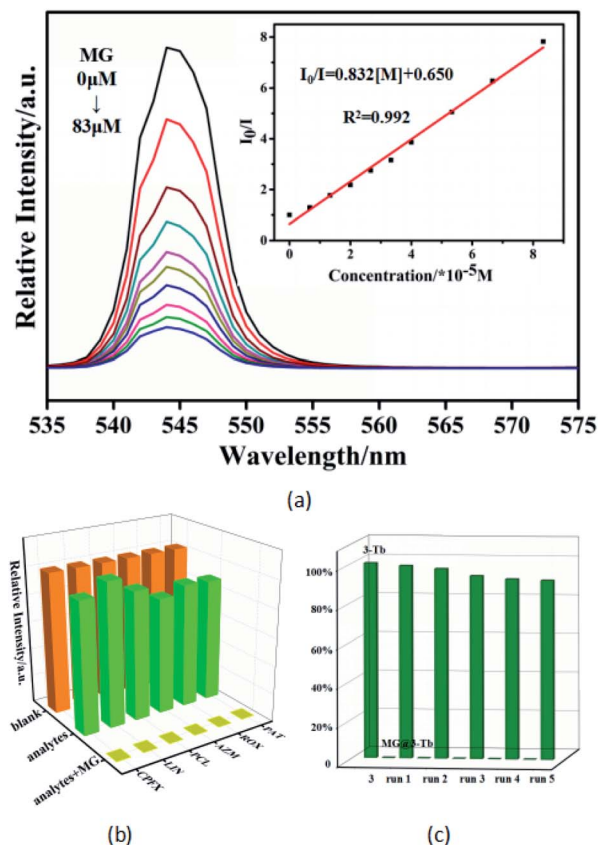 MG
0μM
↓
83μM
I0/I=0.832[M]+0.650
R²=0.992
I0/I
8
6
4
2
0
0 2 4 6 8
Concentration/*10⁻⁵M
Relative Intensity/a.u.
535 540 545 550 555 560 565 570 575
Wavelength/nm
(a)
Relative Intensity/a.u.
blank
analytes
analytes+MG
CPFX
LIN
PCL
AZM
ROX
PAT
(b)
3-Tb
100%
80%
60%
40%
20%
0
MG@3-Tb
3 run 1 run 2 run 3 run 4 run 5
(c)